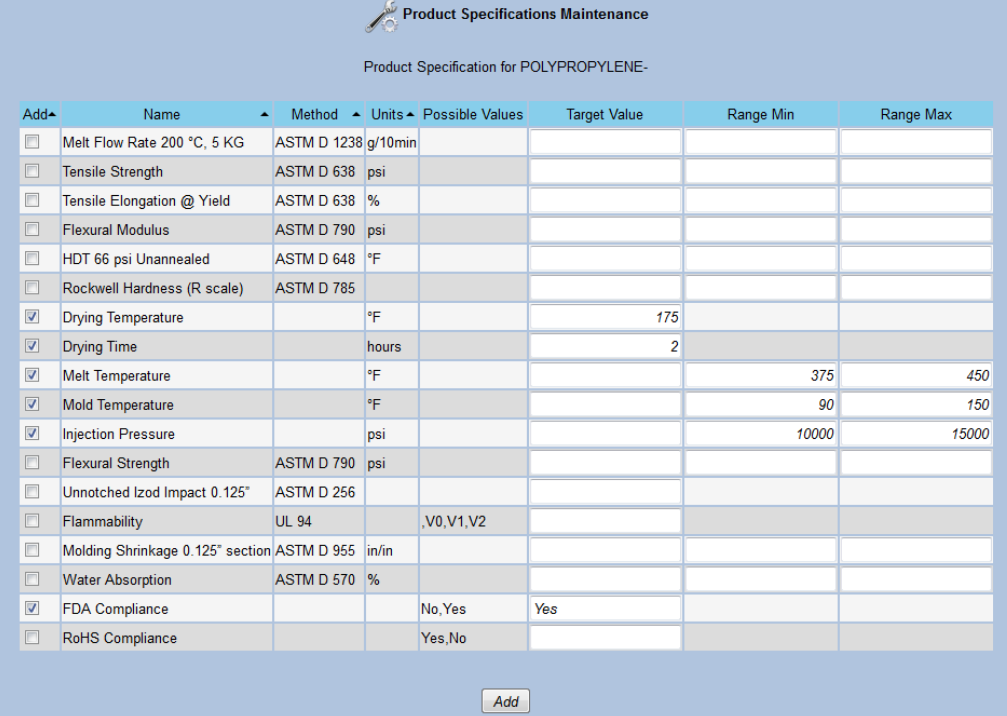 Product Specifications Maintenance
Product Specification for POLYPROPYLENE-
Add Name Method Units Possible Values Target Value Range Min Range Max
Melt Flow Rate 200 °C, 5 KG ASTM D 1238 g/10min
Tensile Strength ASTM D 638 psi
Tensile Elongation @ Yield ASTM D 638 %
Flexural Modulus ASTM D 790 psi
HDT 66 psi Unannealed ASTM D 648 °F
Rockwell Hardness (R scale) ASTM D 785
Drying Temperature °F 175
Drying Time hours 2
Melt Temperature °F 375 450
Mold Temperature °F 90 150
Injection Pressure psi 10000 15000
Flexural Strength ASTM D 790 psi
Unnotched Izod Impact 0.125” ASTM D 256
Flammability UL 94 ,V0,V1,V2
Molding Shrinkage 0.125” section ASTM D 955 in/in
Water Absorption ASTM D 570 %
FDA Compliance No,Yes Yes
RoHS Compliance Yes,No
Add